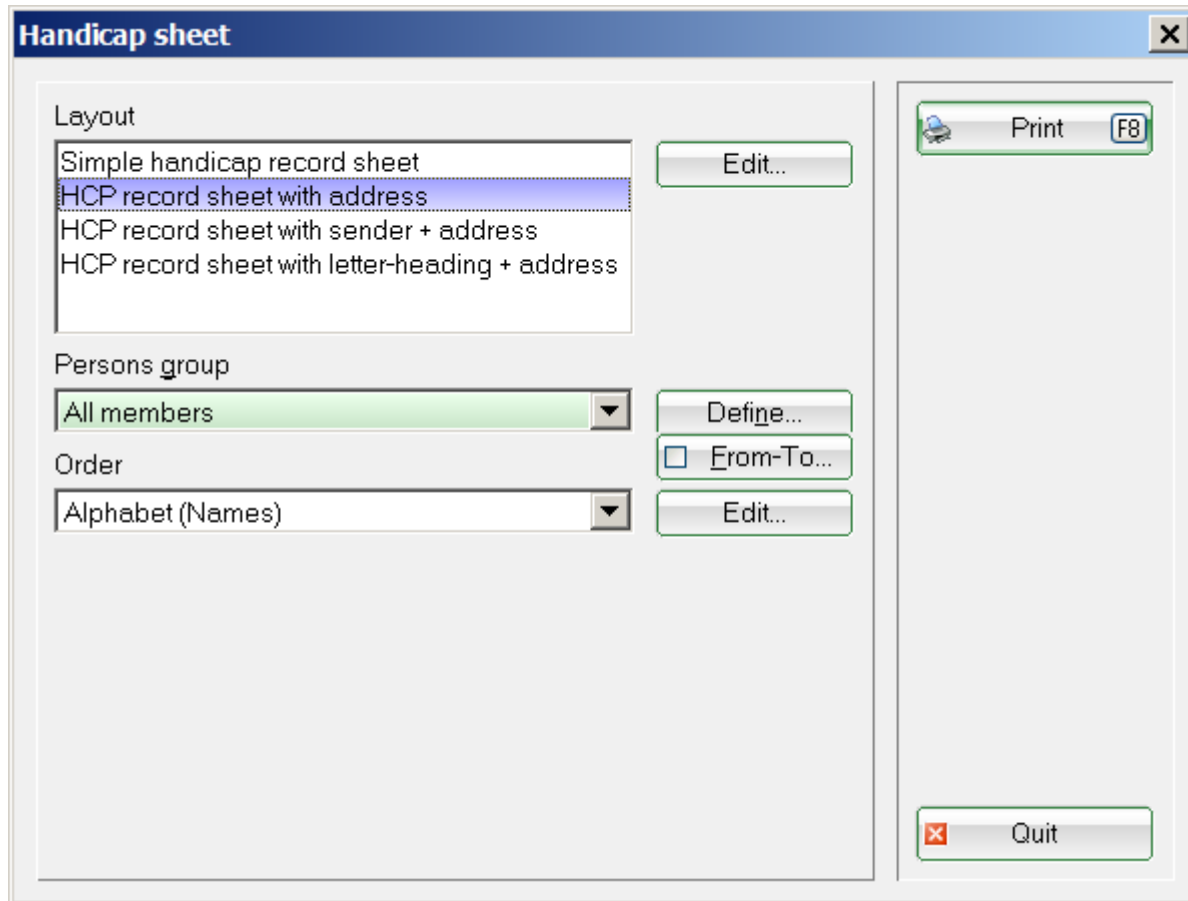 Handicap sheet
Layout
Simple handicap record sheet
HCP record sheet with address
HCP record sheet with sender + address
HCP record sheet with letter-heading + address
Edit...
Persons group
All members
Define...
From-To...
Order
Alphabet (Names)
Edit...
Print F8
Quit